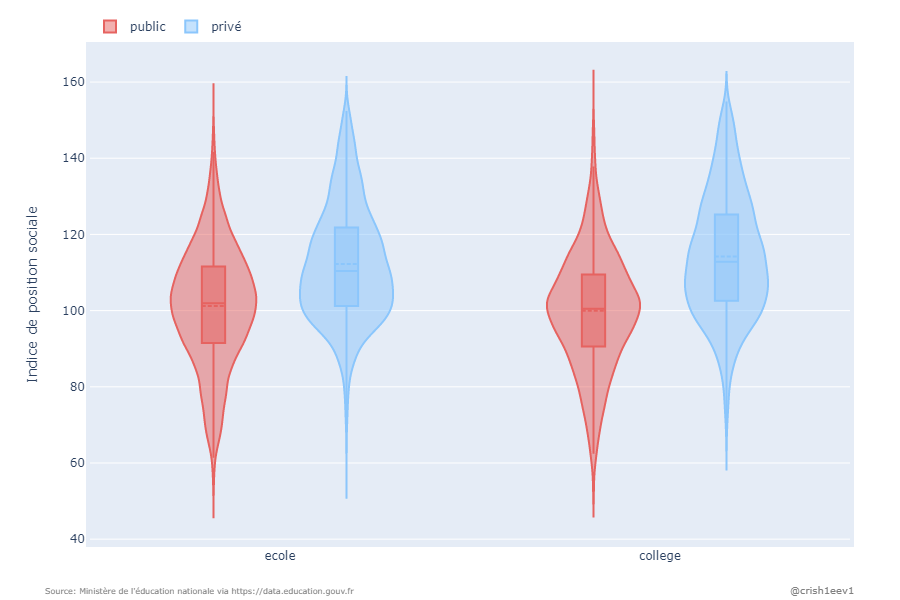 public privé
160
140
120
100
80
60
40
Indice de position sociale
ecole college
Source: Ministère de l'éducation nationale via https://data.education.gouv.fr
@crish1eev1